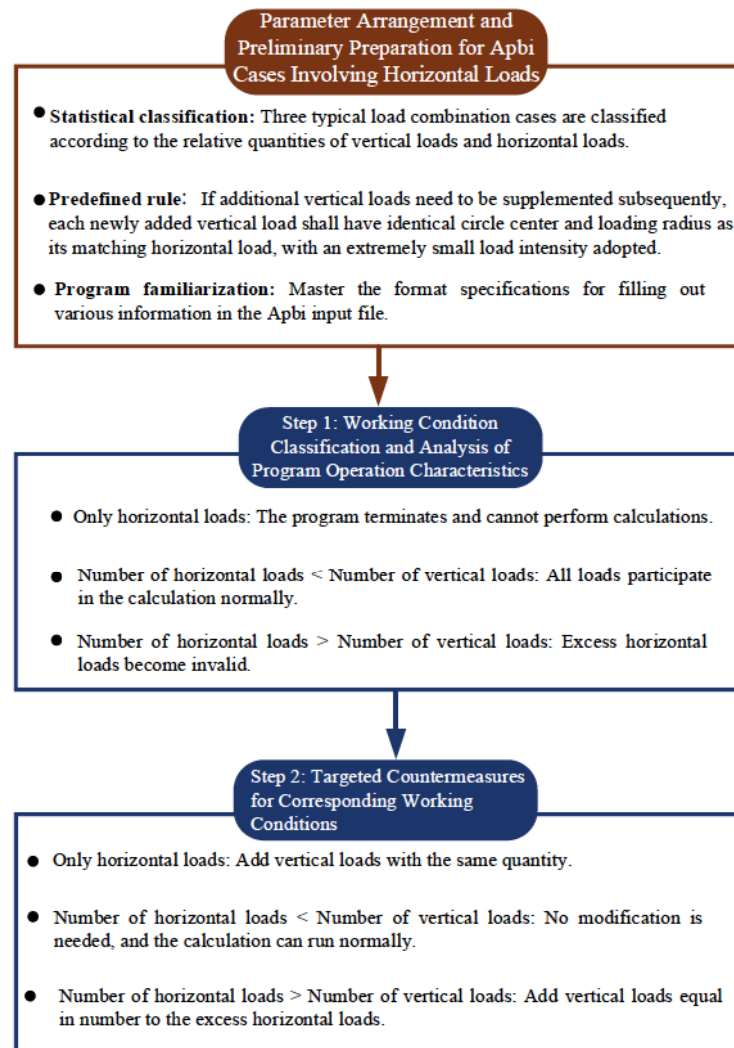 Parameter Arrangement and
Preliminary Preparation for Apbi
Cases Involving Horizontal Loads
● Statistical classification: Three typical load combination cases are classified
according to the relative quantities of vertical loads and horizontal loads.
● Predefined rule: If additional vertical loads need to be supplemented subsequently,
each newly added vertical load shall have identical circle center and loading radius as
its matching horizontal load, with an extremely small load intensity adopted.
● Program familiarization: Master the format specifications for filling out
various information in the Apbi input file.
Step 1: Working Condition
Classification and Analysis of
Program Operation Characteristics
● Only horizontal loads: The program terminates and cannot perform calculations.
● Number of horizontal loads < Number of vertical loads: All loads participate
in the calculation normally.
● Number of horizontal loads > Number of vertical loads: Excess horizontal
loads become invalid.
Step 2: Targeted Countermeasures
for Corresponding Working
Conditions
● Only horizontal loads: Add vertical loads with the same quantity.
● Number of horizontal loads < Number of vertical loads: No modification is
needed, and the calculation can run normally.
● Number of horizontal loads > Number of vertical loads: Add vertical loads equal
in number to the excess horizontal loads.